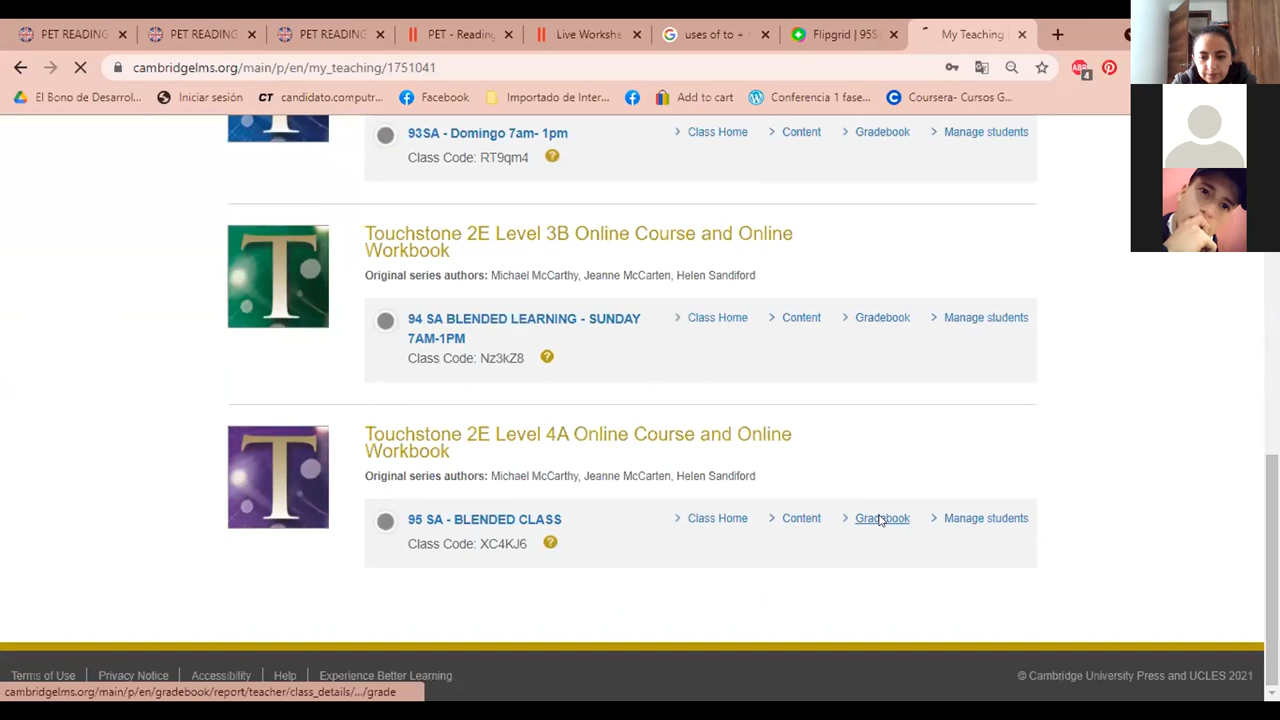 PET READING
PET READING
PET READING
PET - Reading
Live Workshe
uses of to +
Flipgrid | 95S
My Teaching |
cambridgelms.org/main/p/en/my_teaching/1751041
ABP
4
El Bono de Desarrol...
Iniciar sesión
CT candidato.computr...
Facebook
Importado de Inter...
Add to cart
Conferencia 1 fase...
Coursera- Cursos G...
93SA - Domingo 7am- 1pm
Class Home
Content
Gradebook
Manage students
Class Code: RT9qm4
?
T
Touchstone 2E Level 3B Online Course and Online
Workbook
Original series authors: Michael McCarthy, Jeanne McCarten, Helen Sandiford
94 SA BLENDED LEARNING - SUNDAY
7AM-1PM
Class Home
Content
Gradebook
Manage students
Class Code: Nz3kZ8
?
T
Touchstone 2E Level 4A Online Course and Online
Workbook
Original series authors: Michael McCarthy, Jeanne McCarten, Helen Sandiford
95 SA - BLENDED CLASS
Class Home
Content
Gradebook
Manage students
Class Code: XC4KJ6
?
Terms of Use
Privacy Notice
Accessibility
Help
Experience Better Learning
© Cambridge University Press and UCLES 2021
cambridgelms.org/main/p/en/gradebook/report/teacher/class_details/.../grade